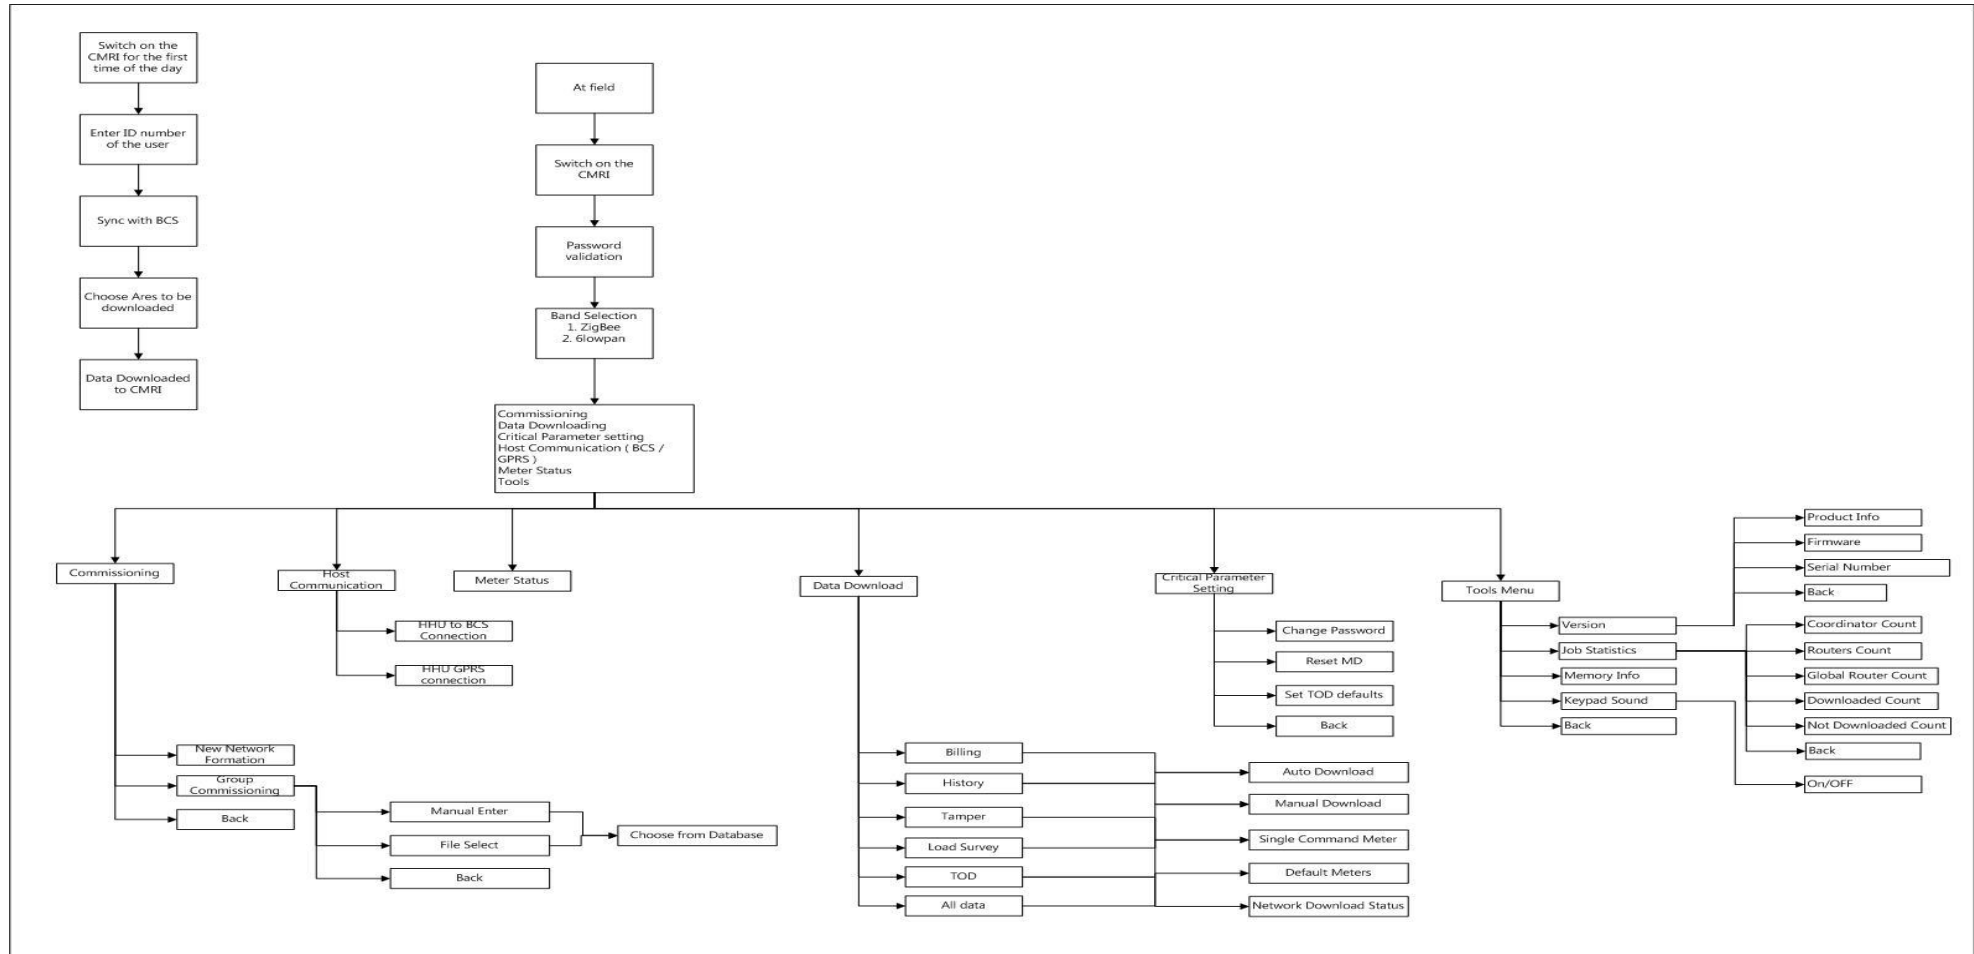 Switch on the
CMRI for the first
time of the day
Enter ID number
of the user
Sync with BCS
Choose Ares to be
downloaded
Data Downloaded
to CMRI
At field
Switch on the
CMRI
Password
validation
Band Selection
1. ZigBee
2. 6lowpan
Commissioning
Data Downloading
Critical Parameter setting
Host Communication ( BCS /
GPRS )
Meter Status
Tools
Commissioning
New Network
Formation
Group
Commissioning
Back
Manual Enter
File Select
Back
Choose from Database
Host
Communication
HHU to BCS
Connection
HHU GPRS
connection
Meter Status
Data Download
Billing
History
Tamper
Load Survey
TOD
All data
Auto Download
Manual Download
Single Command Meter
Default Meters
Network Download Status
Critical Parameter
Setting
Change Password
Reset MD
Set TOD defaults
Back
Tools Menu
Version
Job Statistics
Memory Info
Keypad Sound
Back
Product Info
Firmware
Serial Number
Back
Coordinator Count
Routers Count
Global Router Count
Downloaded Count
Not Downloaded Count
Back
On/OFF